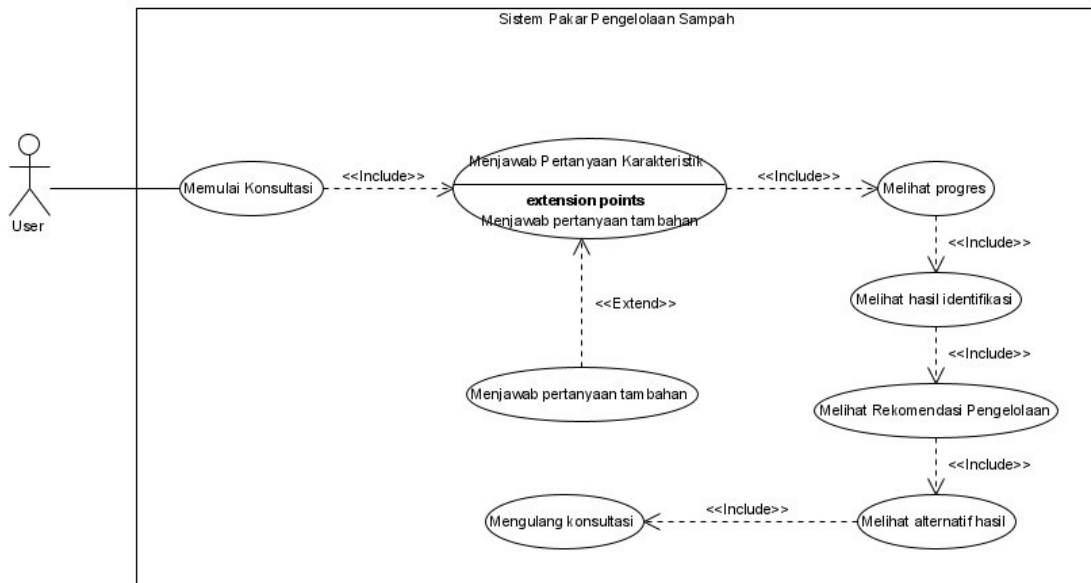 Sistem Pakar Pengelolaan Sampah
User
Memulai Konsultasi
<<Include>>
Menjawab Pertanyaan Karakteristik
extension points
Menjawab pertanyaan tambahan
<<Include>>
Melihat progres
<<Include>>
Melihat hasil identifikasi
<<Extend>>
<<Include>>
Menjawab pertanyaan tambahan
Melihat Rekomendasi Pengelolaan
<<Include>>
Melihat alternatif hasil
<<Include>>
Mengulang konsultasi